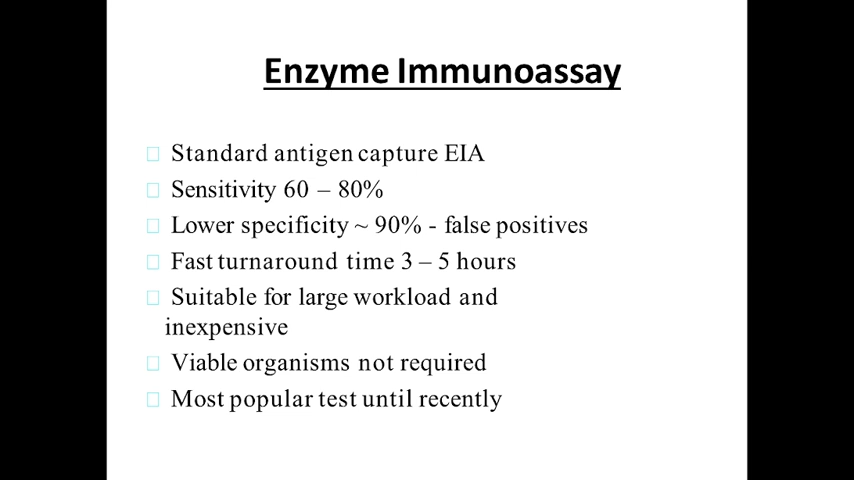 Enzyme Immunoassay
Standard antigen capture EIA
Sensitivity 60 – 80%
Lower specificity ~ 90% - false positives
Fast turnaround time 3 – 5 hours
Suitable for large workload and
inexpensive
Viable organisms not required
Most popular test until recently